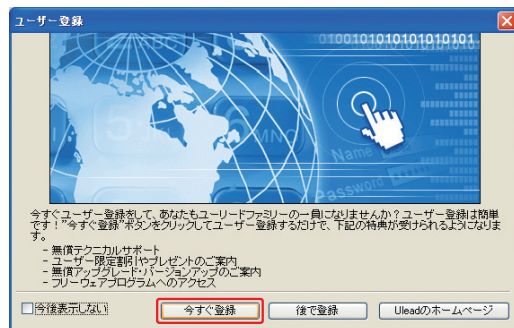 ユーザー登録
01001010101010101
5 JKL
6 MNO
Name
Password
今すぐユーザー登録をして、あなたもユーリードファミリーの一員になりませんか？ユーザー登録は簡単
です！"今すぐ登録"ボタンをクリックしてユーザー登録するだけで、下記の特典が受けられるようになりま
す。
- 無償テクニカルサポート
- ユーザー限定割引やプレゼントのご案内
- 無償アップグレード・バージョンアップのご案内
- フリーウェアプログラムへのアクセス
今後表示しない
今すぐ登録
後で登録
Uleadのホームページ